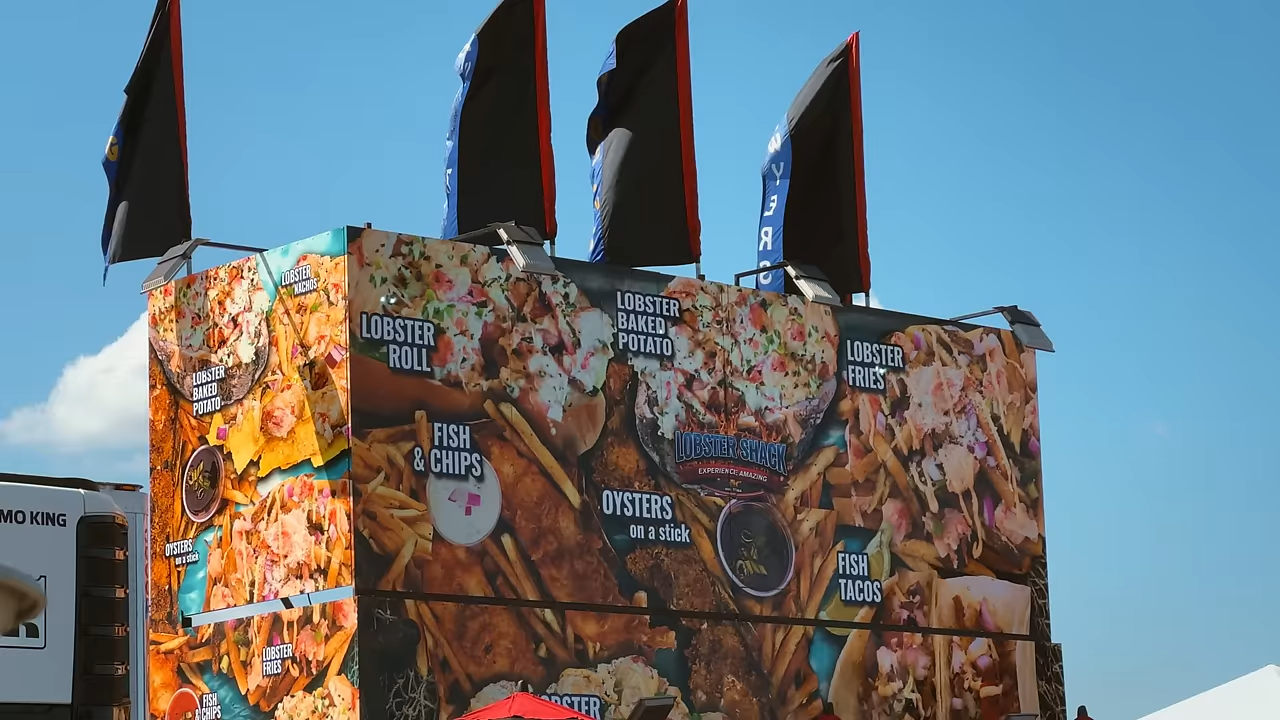 WYERS
LOBSTER
NACHOS
LOBSTER
BAKED
POTATO
OYSTERS
on a stick
LOBSTER
FRIES
FISH
& CHIPS
LOBSTER
ROLL
LOBSTER
BAKED
POTATO
LOBSTER
FRIES
FISH
& CHIPS
LOBSTER SHACK
EXPERIENCE AMAZING
OYSTERS
on a stick
FISH
TACOS
MO KING